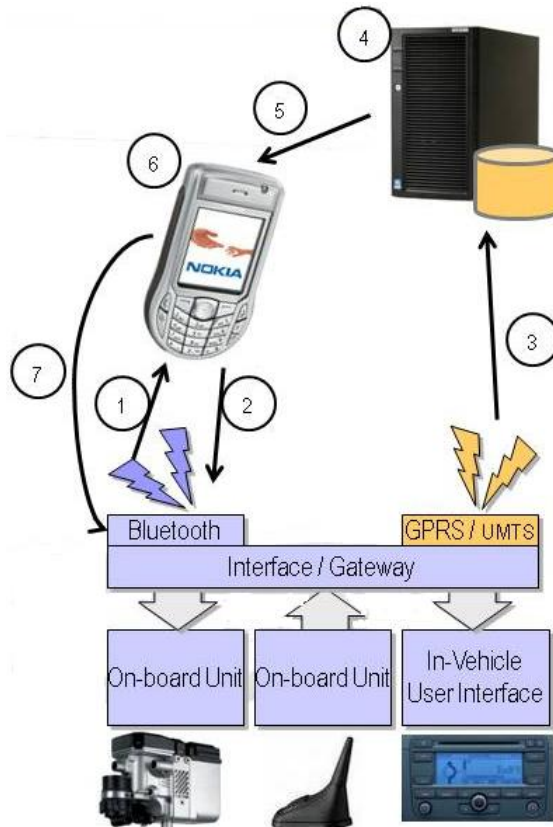 4
5
6
NOKIA
3
7
1
2
Bluetooth
GPRS / UMTS
Interface / Gateway
On-board Unit
On-board Unit
In-Vehicle
User Interface